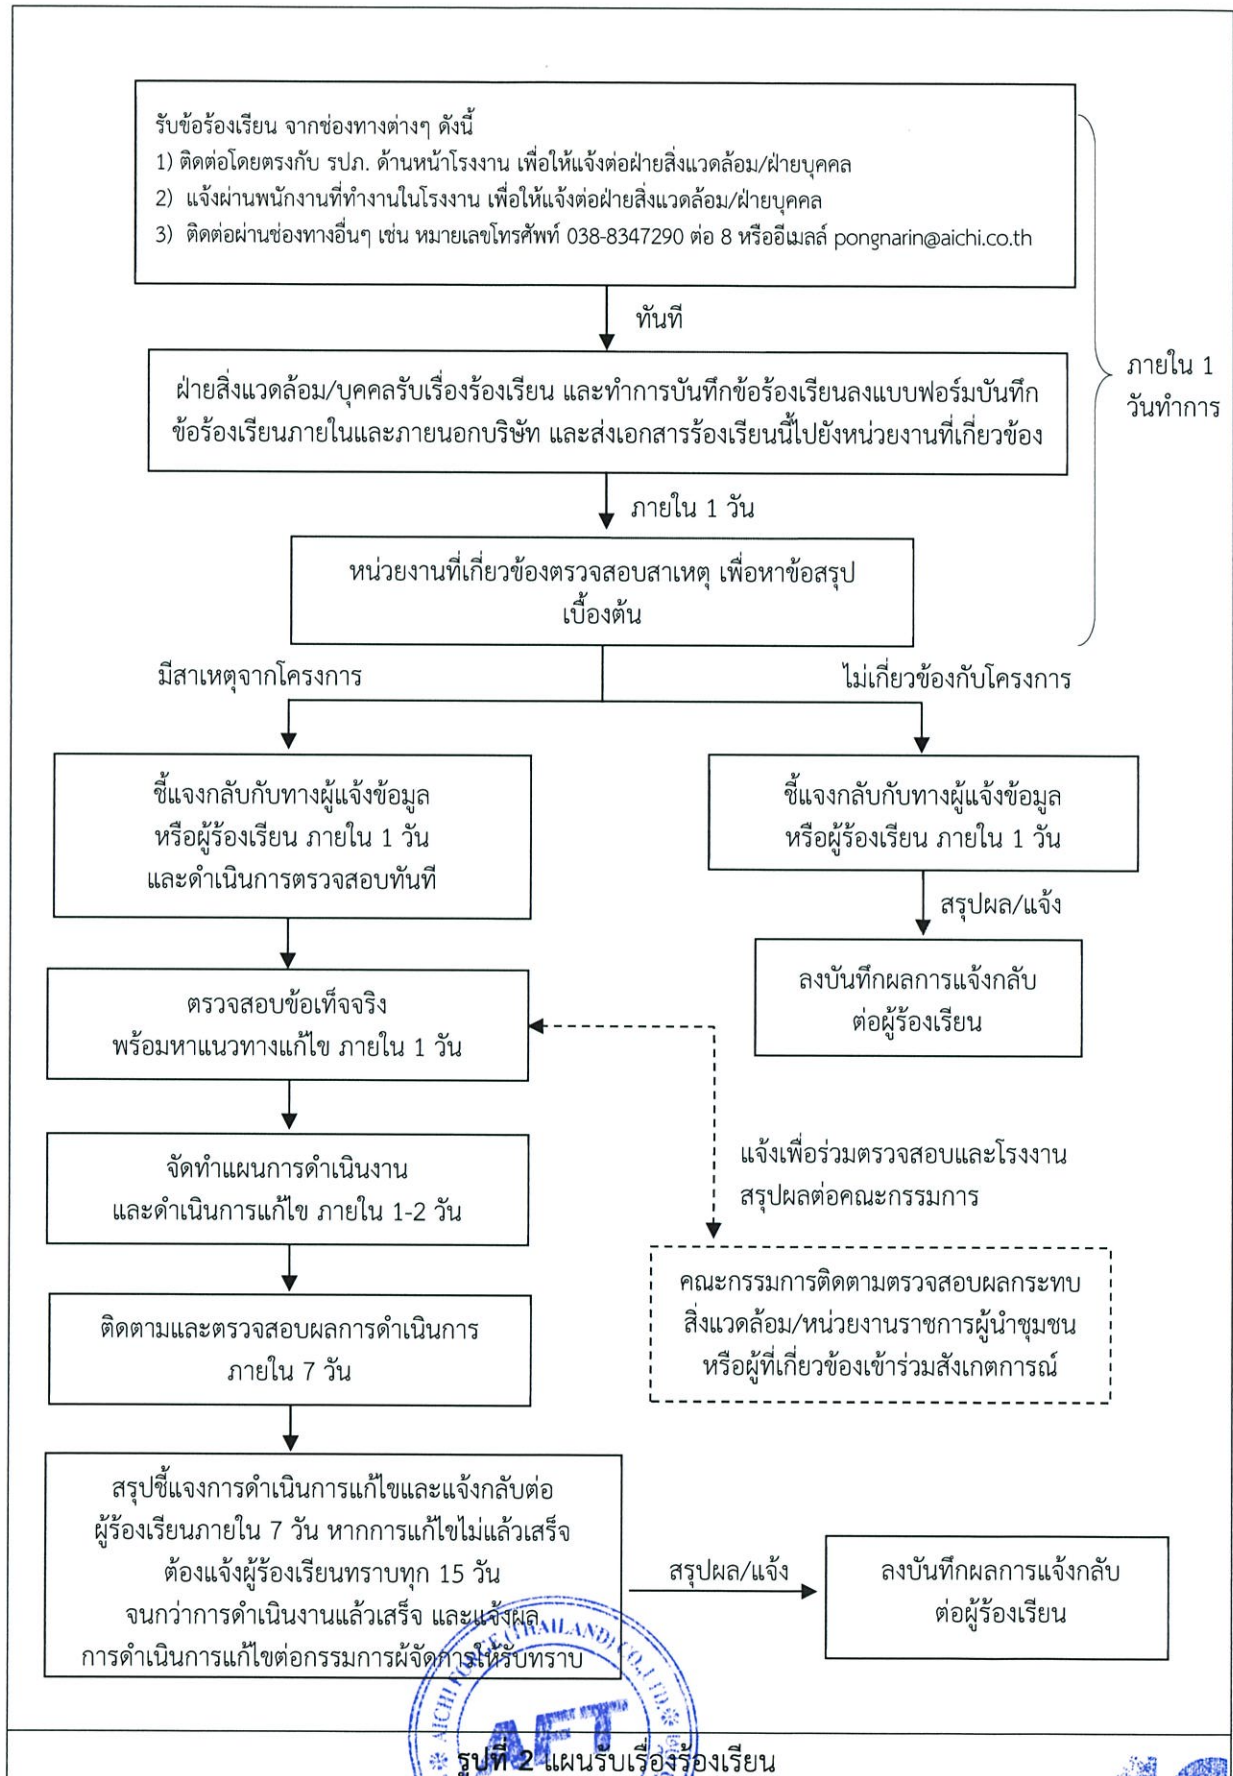 รับข้อร้องเรียน จากช่องทางต่างๆ ดังนี้
1) ติดต่อโดยตรงกับ รปภ. ด้านหน้าโรงงาน เพื่อให้แจ้งต่อฝ่ายสิ่งแวดล้อม/ฝ่ายบุคคล
2) แจ้งผ่านพนักงานที่ทำงานในโรงงาน เพื่อให้แจ้งต่อฝ่ายสิ่งแวดล้อม/ฝ่ายบุคคล
3) ติดต่อผ่านช่องทางอื่นๆ เช่น หมายเลขโทรศัพท์ 038-8347290 ต่อ 8 หรืออีเมลล์ pongnarin@aichi.co.th
ทันที
ภายใน 1
วันทำการ
ฝ่ายสิ่งแวดล้อม/บุคคลรับเรื่องร้องเรียน และทำการบันทึกข้อร้องเรียนลงแบบฟอร์มบันทึก
ข้อร้องเรียนภายในและภายนอกบริษัท และส่งเอกสารร้องเรียนนี้ไปยังหน่วยงานที่เกี่ยวข้อง
ภายใน 1 วัน
หน่วยงานที่เกี่ยวข้องตรวจสอบสาเหตุ เพื่อหาข้อสรุป
เบื้องต้น
มีสาเหตุจากโครงการ
ไม่เกี่ยวข้องกับโครงการ
ชี้แจงกลับกับทางผู้แจ้งข้อมูล
หรือผู้ร้องเรียน ภายใน 1 วัน
และดำเนินการตรวจสอบทันที
ชี้แจงกลับกับทางผู้แจ้งข้อมูล
หรือผู้ร้องเรียน ภายใน 1 วัน
สรุปผล/แจ้ง
ลงบันทึกผลการแจ้งกลับ
ต่อผู้ร้องเรียน
ตรวจสอบข้อเท็จจริง
พร้อมหาแนวทางแก้ไข ภายใน 1 วัน
แจ้งเพื่อร่วมตรวจสอบและโรงงาน
สรุปผลต่อคณะกรรมการ
จัดทำแผนการดำเนินงาน
และดำเนินการแก้ไข ภายใน 1-2 วัน
คณะกรรมการติดตามตรวจสอบผลกระทบ
สิ่งแวดล้อม/หน่วยงานราชการผู้นำชุมชน
หรือผู้ที่เกี่ยวข้องเข้าร่วมสังเกตการณ์
ติดตามและตรวจสอบผลการดำเนินการ
ภายใน 7 วัน
สรุปชี้แจงการดำเนินการแก้ไขและแจ้งกลับต่อ
ผู้ร้องเรียนภายใน 7 วัน หากการแก้ไขไม่แล้วเสร็จ
ต้องแจ้งผู้ร้องเรียนทราบทุก 15 วัน
จนกว่าการดำเนินงานแล้วเสร็จ และแจ้งผล
การดำเนินการแก้ไขต่อกรรมการผู้จัดการให้รับทราบ
สรุปผล/แจ้ง
ลงบันทึกผลการแจ้งกลับ
ต่อผู้ร้องเรียน
AICHI FORGE (THAILAND) CO.,LTD.
AFT
รูปที่ 2 แผนรับเรื่องร้องเรียน